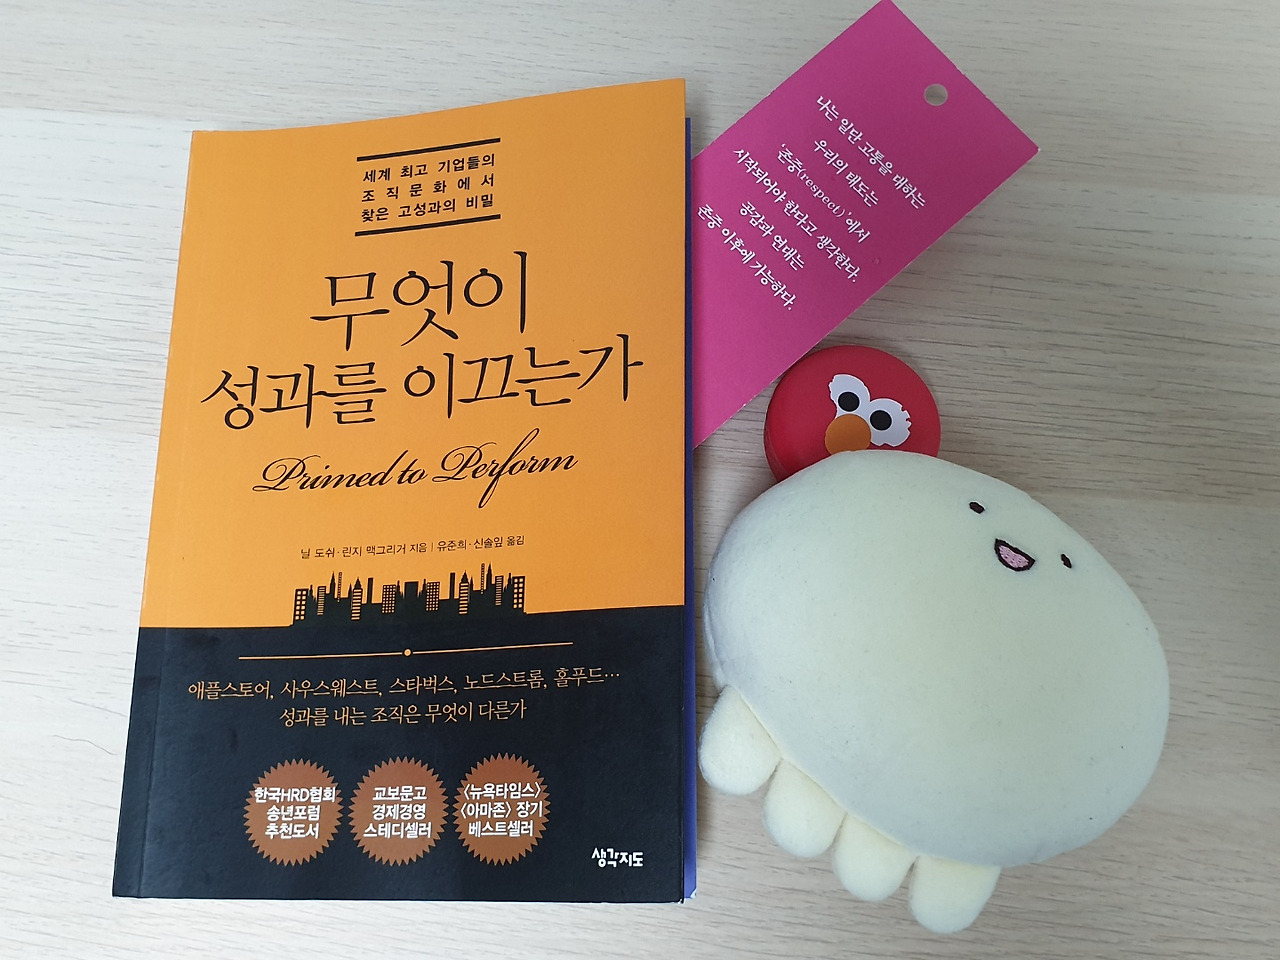 세계 최고 기업들의
조직문화에서
찾은 고성과의 비밀
무엇이
성과를 이끄는가
Primed to Perform
닐 도쉬·린지 맥그리거 지음 | 유준희·신솔잎 옮김
애플스토어, 사우스웨스트, 스타벅스, 노드스트롬, 홀푸드…
성과를 내는 조직은 무엇이 다른가
한국HRD협회
송년포럼
추천도서
교보문고
경제경영
스테디셀러
〈뉴욕타임스〉
〈아마존〉 장기
베스트셀러
생각지도
나는 일단 고통을 대하는
우리의 태도는
'존중(respect)'에서
시작되어야 한다고 생각한다.
공감과 연대는
존중 이후에 가능하다.